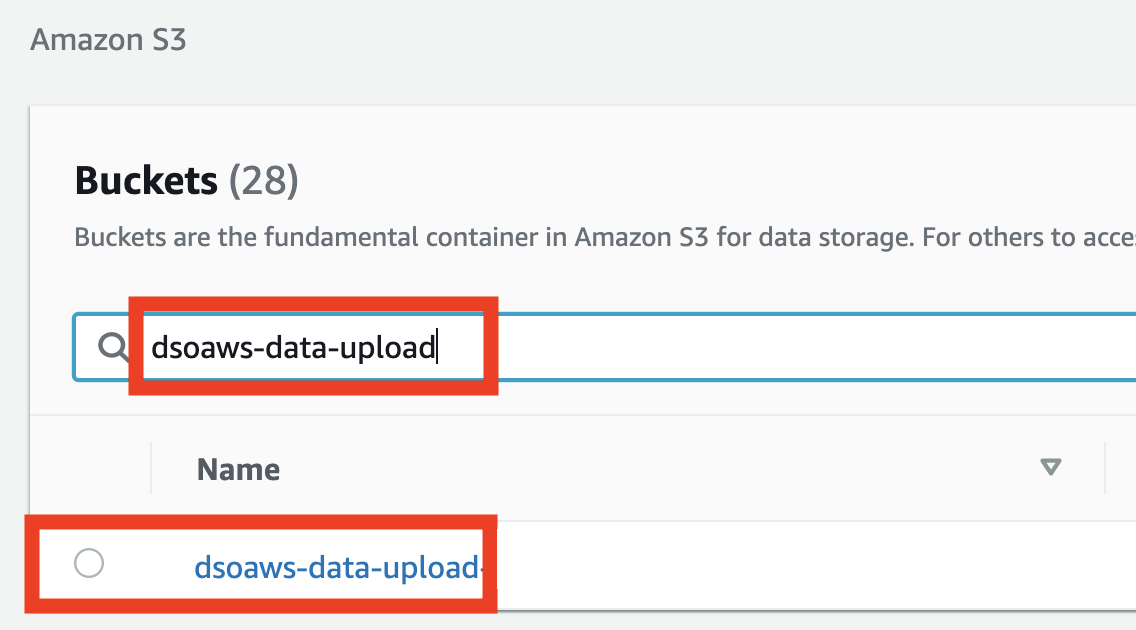 Amazon S3
Buckets (28)
Buckets are the fundamental container in Amazon S3 for data storage. For others to acce
dsoaws-data-upload
Name
dsoaws-data-upload-